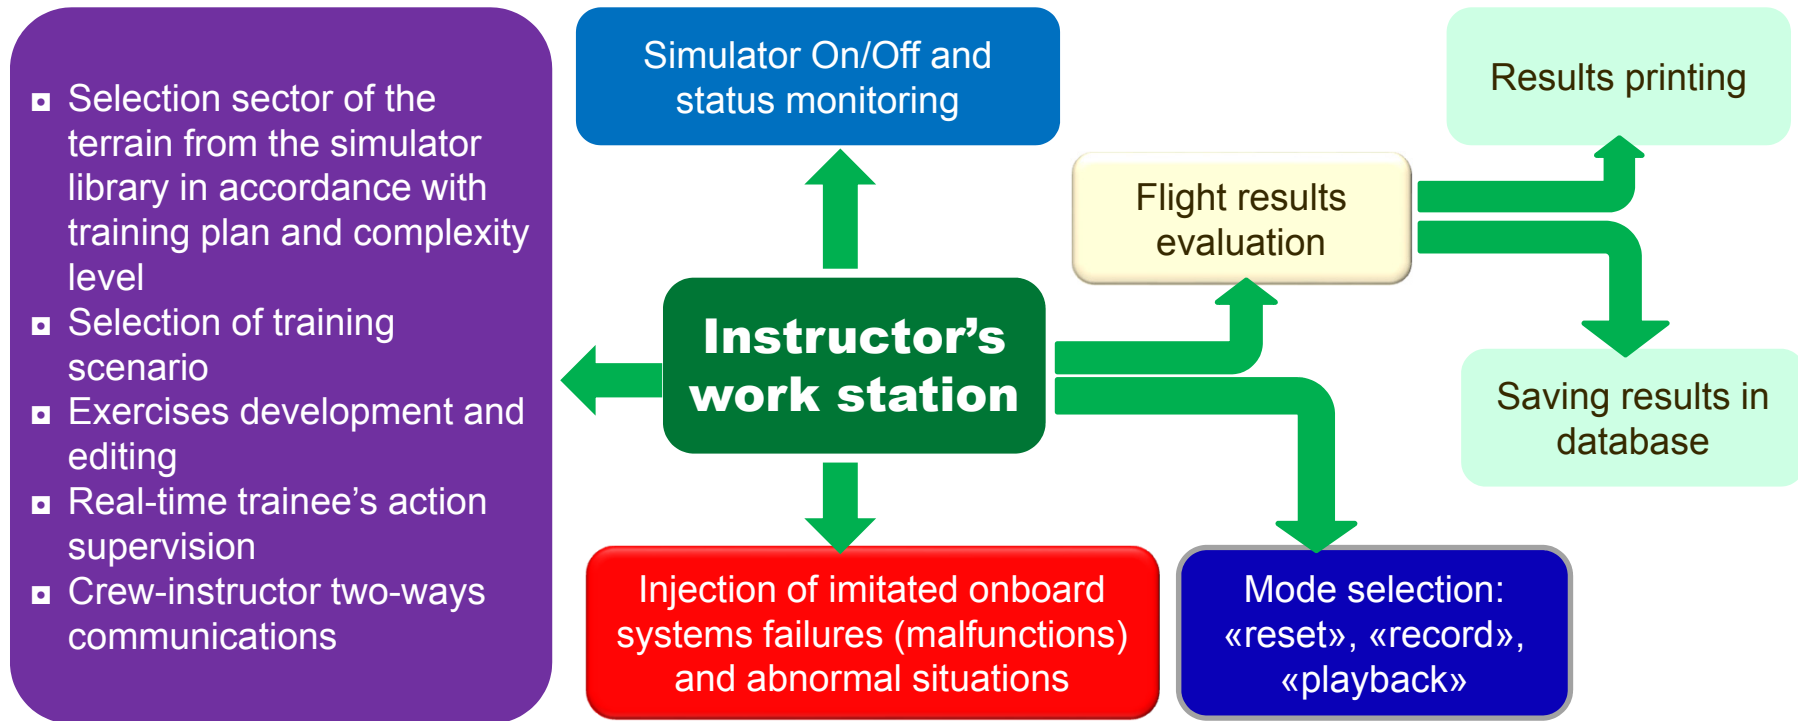 Selection sector of the
terrain from the simulator
library in accordance with
training plan and complexity
level
Selection of training
scenario
Exercises development and
editing
Real-time trainee’s action
supervision
Crew-instructor two-ways
communications
Simulator On/Off and
status monitoring
Results printing
Flight results
evaluation
Instructor’s
work station
Saving results in
database
Injection of imitated onboard
systems failures (malfunctions)
and abnormal situations
Mode selection:
«reset», «record»,
«playback»